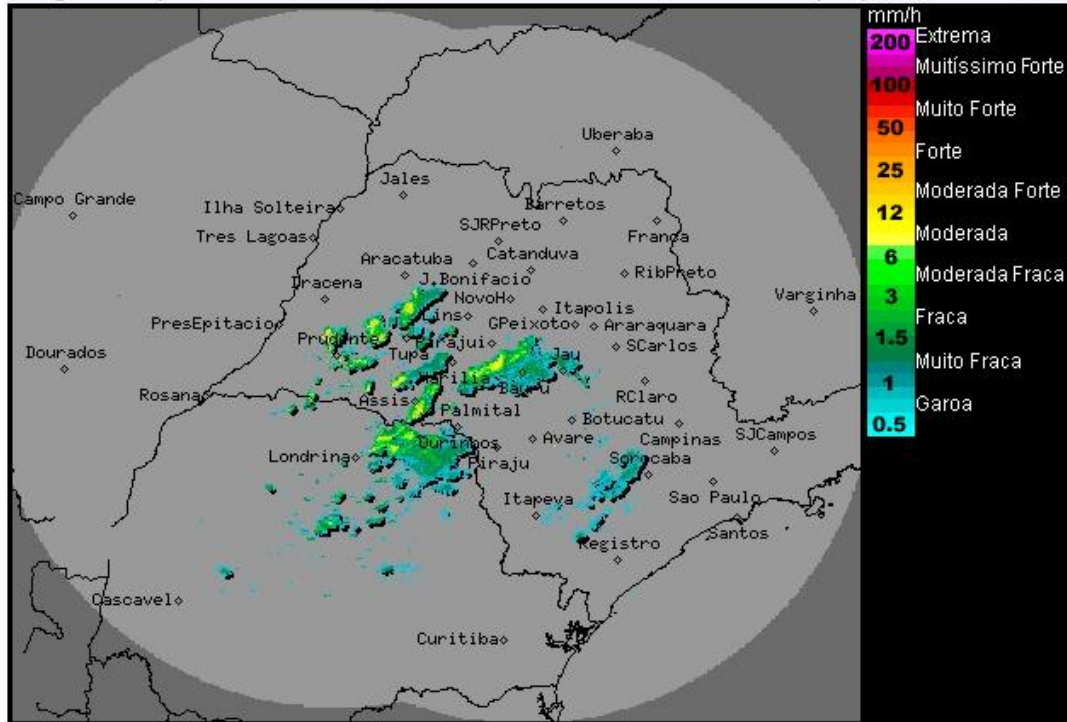 mm/h
200 Extrema
Muitíssimo Forte
100
Muito Forte
50
Forte
25
Moderada Forte
12
Moderada
6
Moderada Fraca
3
Fraca
1.5
Muito Fraca
1
Garoa
0.5
Uberaba
Jales
Campo Grande
Ilha Solteira
Barretos
Tres Lagoas
SJRPreto
Franca
Aracatuba
Catanduva
Dracena
J.Bonifacio
RibPreto
NovoH
Varginha
Itapolis
PresEpitacio
Lins
GPeixoto
Araraquara
Prudente
Pirajui
SCarlos
Dourados
Tupa
Jau
Marilia
Bauru
Rosana
Assis
RClaro
Palmital
Botucatu
Ourinhos
Avare
Campinas
SJCampos
Londrina
Piraju
Sorocaba
Itapeva
Sao Paulo
Santos
Registro
Cascavel
Curitiba